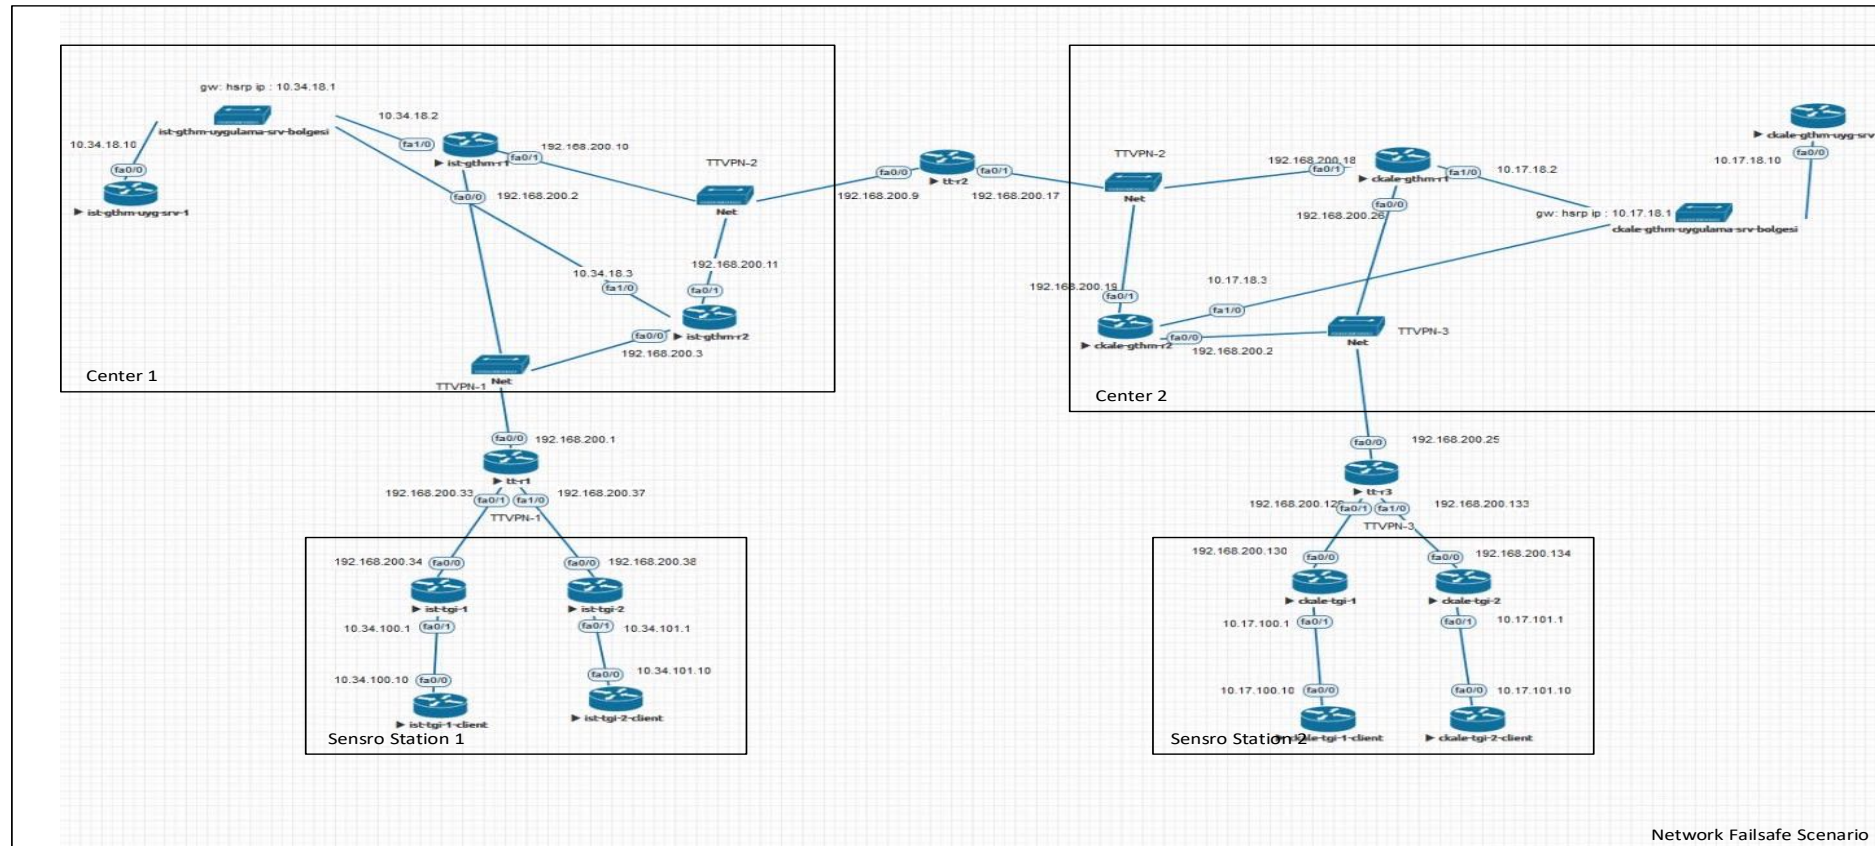 gw: hsrp ip : 10.34.18.1
ist-gthm-uygulama-srv-bolgesi
10.34.18.10
fa0/0
ist-gthm-uyg-srv-1
10.34.18.2
fa1/0
ist-gthm-r1
fa0/1
192.168.200.10
fa0/0
192.168.200.2
TTVPN-2
Net
192.168.200.11
fa0/1
10.34.18.3
fa1/0
ist-gthm-r2
fa0/0
192.168.200.3
Net
TTVPN-1
Center 1
fa0/0
192.168.200.9
tt-r2
fa0/1
192.168.200.17
TTVPN-2
Net
192.168.200.18
fa0/1
ckale-gthm-r1
fa1/0
10.17.18.2
fa0/0
192.168.200.26
ckale-gthm-uyg-srv
10.17.18.10
fa0/0
gw: hsrp ip : 10.17.18.1
ckale-gthm-uygulama-srv-bolgesi
192.168.200.19
fa0/1
10.17.18.3
fa1/0
ckale-gthm-r2
fa0/0
192.168.200.2
TTVPN-3
Net
Center 2
fa0/0
192.168.200.1
tt-r1
192.168.200.33
fa0/1
fa1/0
192.168.200.37
TTVPN-1
192.168.200.34
fa0/0
fa0/0
192.168.200.38
ist-tgi-1
ist-tgi-2
10.34.100.1
fa0/1
fa0/1
10.34.101.1
10.34.100.10
fa0/0
fa0/0
10.34.101.10
ist-tgi-1-client
ist-tgi-2-client
Sensro Station 1
fa0/0
192.168.200.25
tt-r3
fa0/1
fa1/0
192.168.200.133
TTVPN-3
192.168.200.130
fa0/0
fa0/0
192.168.200.134
ckale-tgi-1
ckale-tgi-2
10.17.100.1
fa0/1
fa0/1
10.17.101.1
10.17.100.10
fa0/0
fa0/0
10.17.101.10
ckale-tgi-1-client
ckale-tgi-2-client
Sensro Station 2
Network Failsafe Scenario